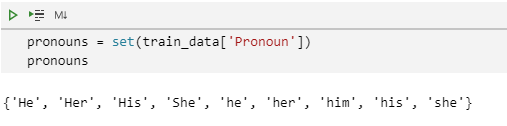 M↓
pronouns = set(train_data['Pronoun'])
pronouns
{'He', 'Her', 'His', 'She', 'he', 'her', 'him', 'his', 'she'}